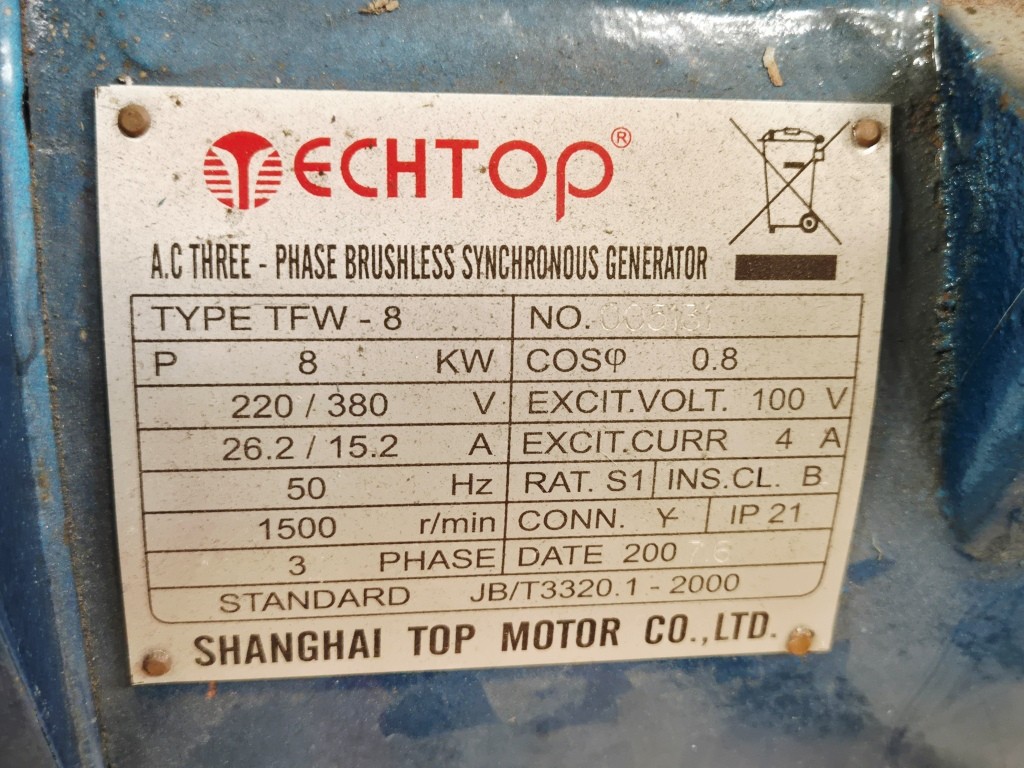 TECHTOP®
A.C THREE - PHASE BRUSHLESS SYNCHRONOUS GENERATOR
TYPE TFW - 8 NO.
P 8 KW COSφ 0.8
220 / 380 V EXCIT.VOLT. 100 V
26.2 / 15.2 A EXCIT.CURR 4 A
50 Hz RAT. S1 INS.CL. B
1500 r/min CONN. Y IP 21
3 PHASE DATE 200
STANDARD JB/T3320.1 - 2000
SHANGHAI TOP MOTOR CO.,LTD.